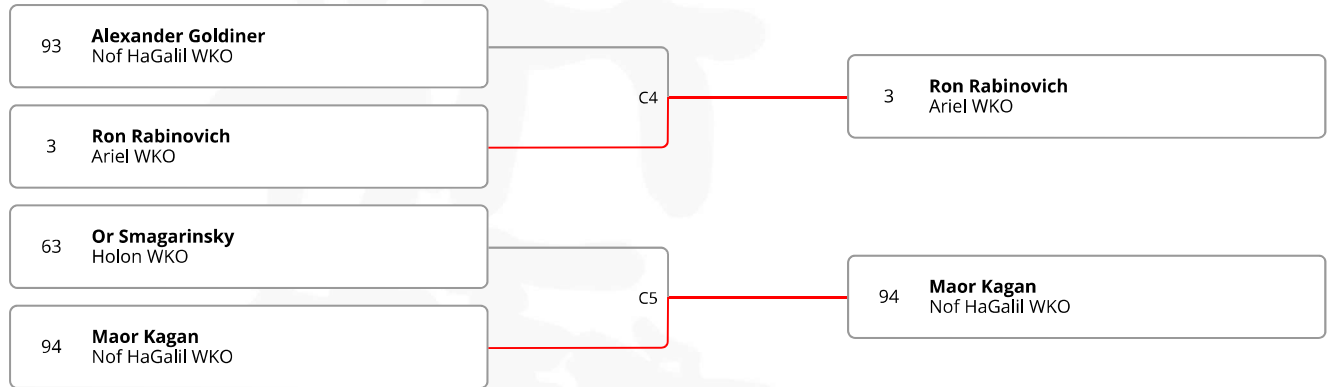 93
Alexander Goldiner
Nof HaGalil WKO
3
Ron Rabinovich
Ariel WKO
C4
3
Ron Rabinovich
Ariel WKO
63
Or Smagarinsky
Holon WKO
94
Maor Kagan
Nof HaGalil WKO
C5
94
Maor Kagan
Nof HaGalil WKO